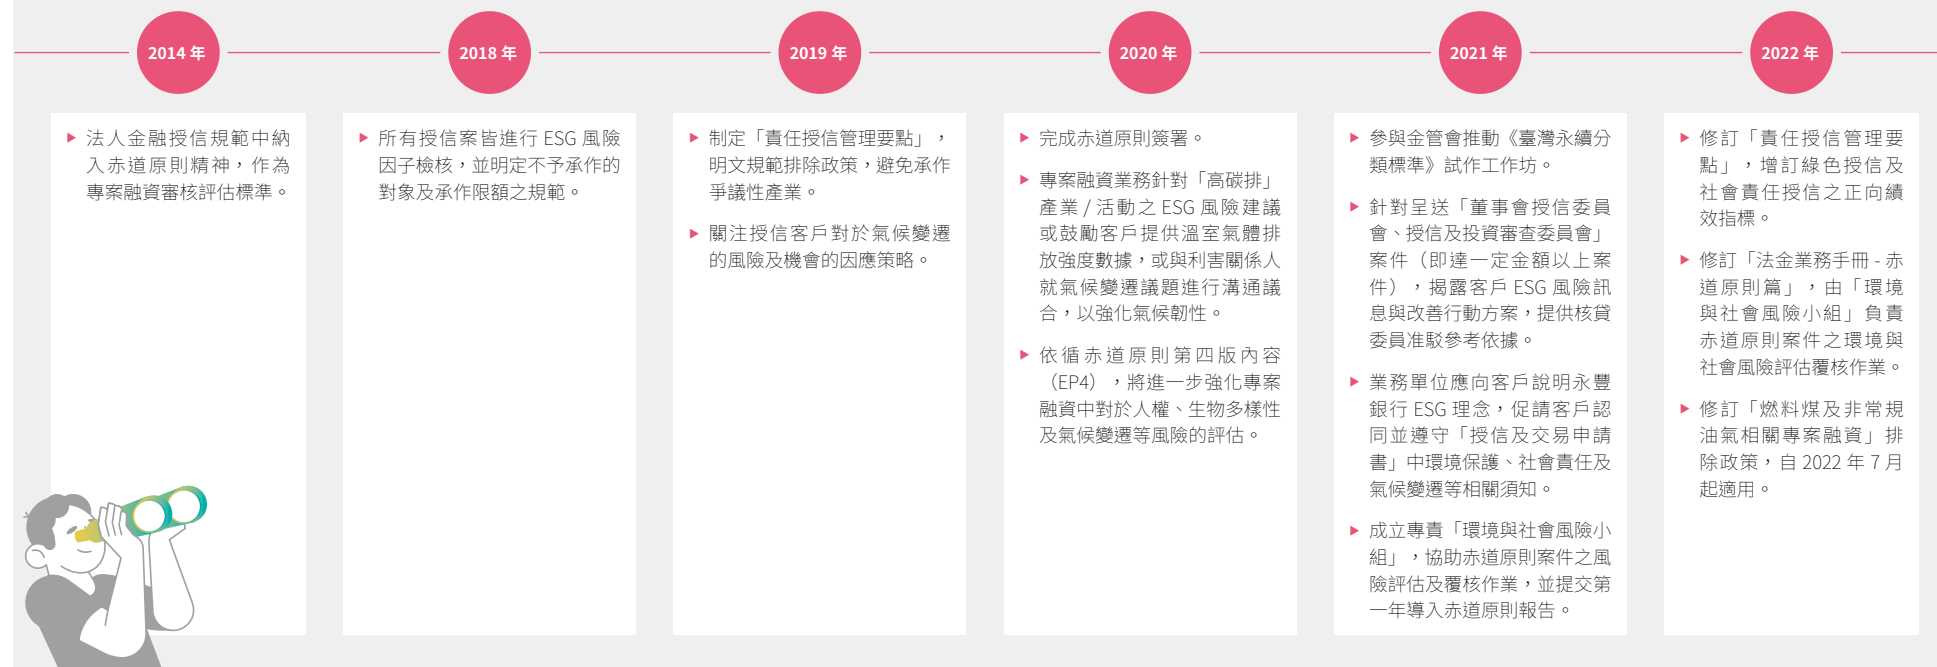 2014 年
法人金融授信規範中納
入赤道原則精神，作為
專案融資審核評估標準。
2018 年
所有授信案皆進行 ESG 風險
因子檢核，並明定不予承作的
對象及承作限額之規範。
2019 年
制定「責任授信管理要點」，
明文規範排除政策，避免承作
爭議性產業。
關注授信客戶對於氣候變遷
的風險及機會的因應策略。
2020 年
完成赤道原則簽署。
專案融資業務針對「高碳排」
產業 / 活動之 ESG 風險建議
或鼓勵客戶提供溫室氣體排
放強度數據，或與利害關係人
就氣候變遷議題進行溝通議
合，以強化氣候韌性。
依循赤道原則第四版內容
（EP4），將進一步強化專案
融資中對於人權、生物多樣性
及氣候變遷等風險的評估。
2021 年
參與金管會推動《臺灣永續分
類標準》試作工作坊。
針對呈送「董事會授信委員
會、授信及投資審查委員會」
案件（即達一定金額以上案
件），揭露客戶 ESG 風險訊
息與改善行動方案，提供核貸
委員准駁參考依據。
業務單位應向客戶說明永豐
銀行 ESG 理念，促請客戶認
同並遵守「授信及交易申請
書」中環境保護、社會責任及
氣候變遷等相關須知。
成立專責「環境與社會風險小
組」，協助赤道原則案件之風
險評估及覆核作業，並提交第
一年導入赤道原則報告。
2022 年
修訂「責任授信管理要
點」，增訂綠色授信及
社會責任授信之正向績
效指標。
修訂「法金業務手冊 - 赤
道原則篇」，由「環境
與社會風險小組」負責
赤道原則案件之環境與
社會風險評估覆核作業。
修訂「燃料煤及非常規
油氣相關專案融資」排
除政策，自 2022 年 7 月
起適用。